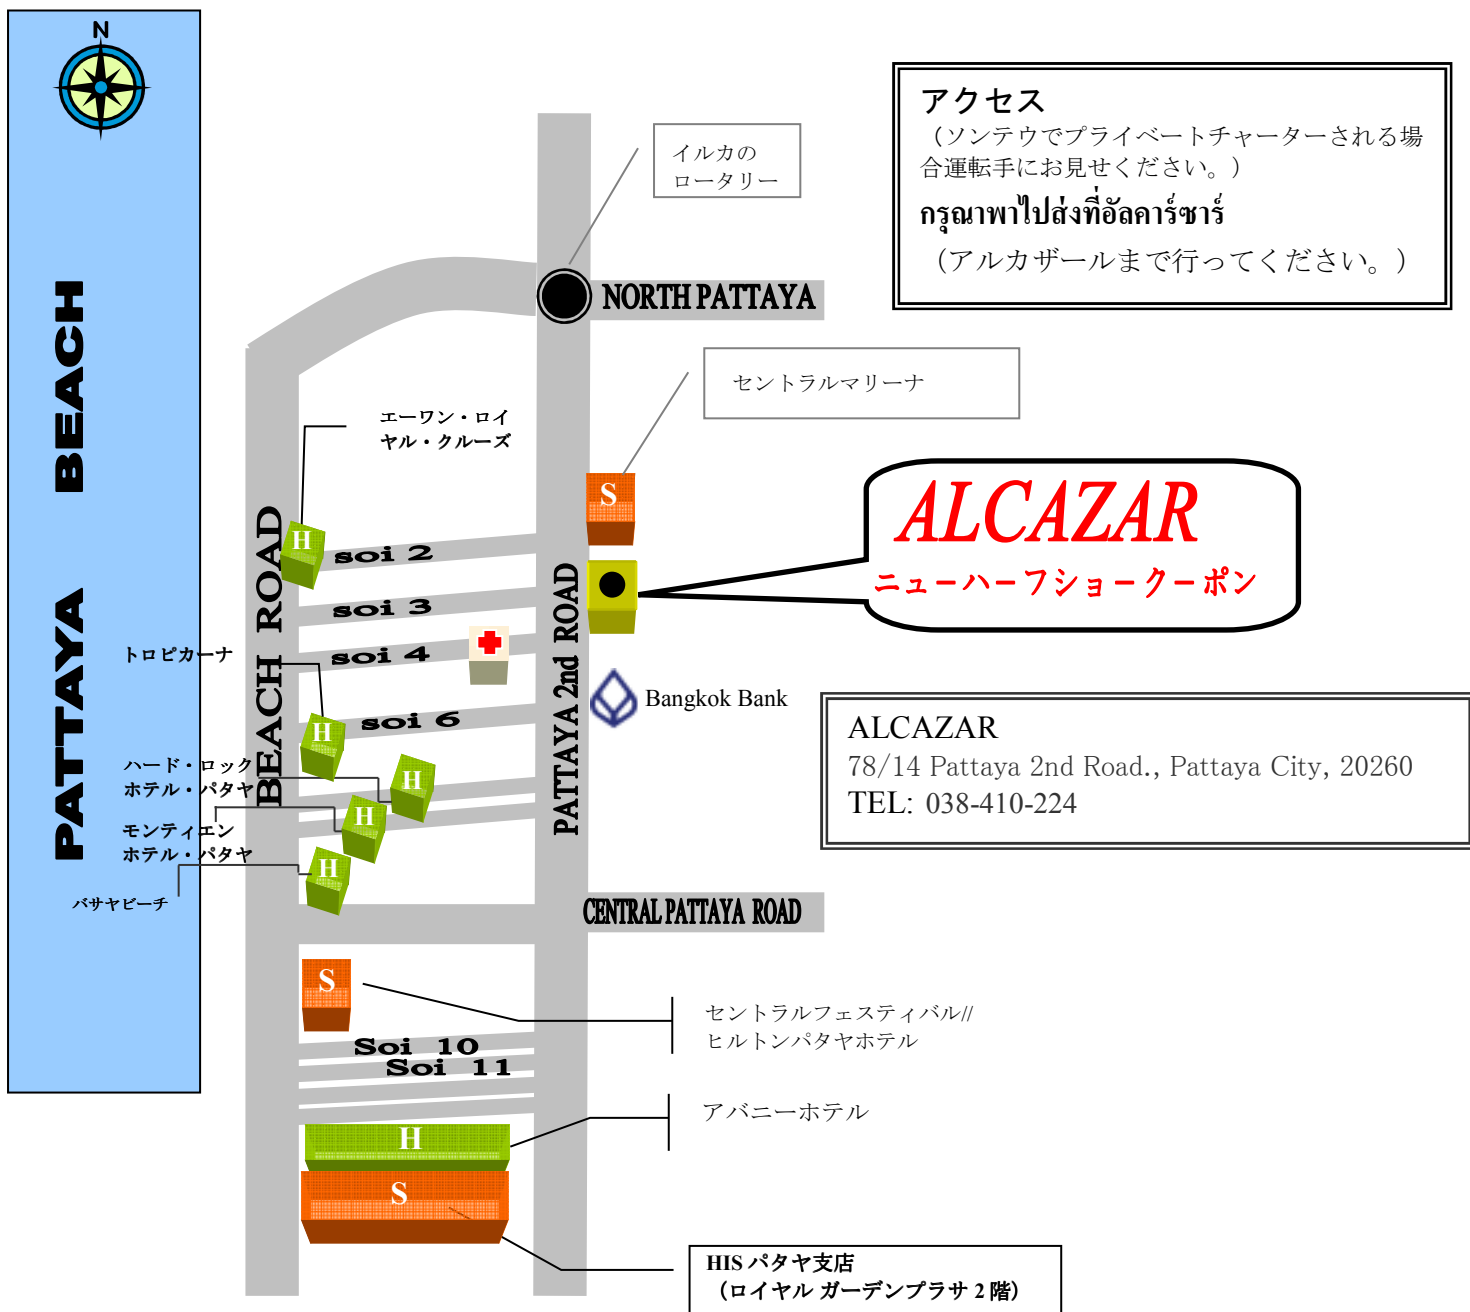 N
アクセス
（ソンテウでプライベートチャーターされる場
合運転手にお見せください。）
กรุณาพาไปส่งที่อัลคาร์ซาร์
（アルカザールまで行ってください。）
イルカの
ロータリー
NORTH PATTAYA
セントラルマリーナ
エーワン・ロイ
ヤル・クルーズ
S
ALCAZAR
ニューハーフショークーポン
H
soi 2
soi 3
soi 4
soi 6
PATTAYA BEACH
BEACH ROAD
PATTAYA 2nd ROAD
トロピカーナ
H
Bangkok Bank
ALCAZAR
78/14 Pattaya 2nd Road., Pattaya City, 20260
TEL: 038-410-224
ハード・ロック
ホテル・パタヤ
H
モンティエン
ホテル・パタヤ
H
バサヤビーチ
H
CENTRAL PATTAYA ROAD
S
セントラルフェスティバル//
ヒルトンパタヤホテル
Soi 10
Soi 11
アバニーホテル
H
S
HIS パタヤ支店
（ロイヤル ガーデンプラサ 2 階）